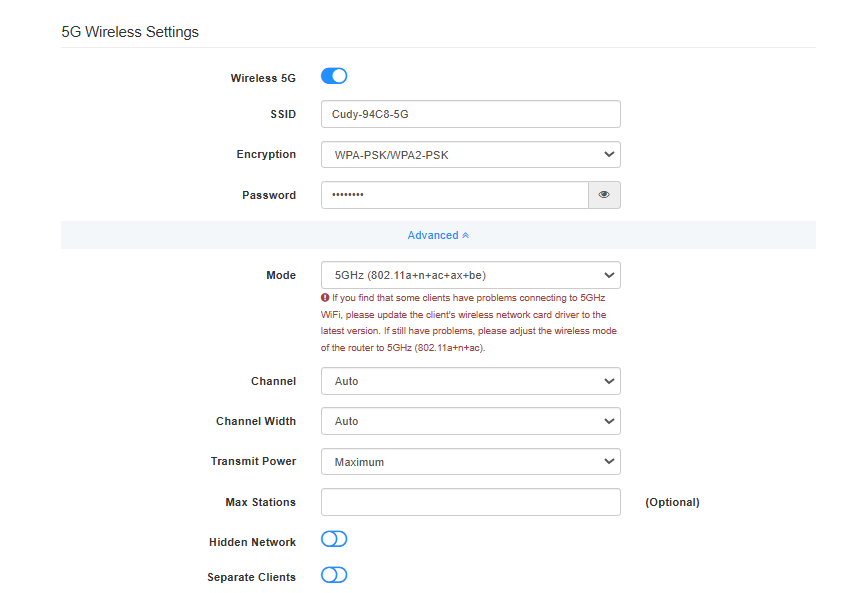 5G Wireless Settings
Wireless 5G
SSID Cudy-94C8-5G
Encryption WPA-PSK/WPA2-PSK
Password ••••••••
Advanced
Mode 5GHz (802.11a+n+ac+ax+be)
If you find that some clients have problems connecting to 5GHz
WiFi, please update the client's wireless network card driver to the
latest version. If still have problems, please adjust the wireless mode
of the router to 5GHz (802.11a+n+ac).
Channel Auto
Channel Width Auto
Transmit Power Maximum
Max Stations (Optional)
Hidden Network
Separate Clients